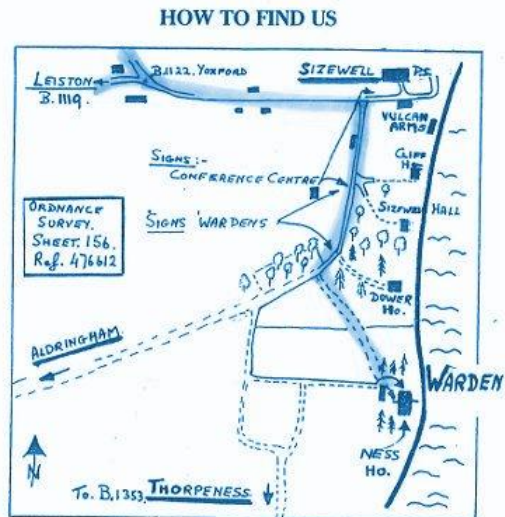 HOW TO FIND US
LEISTON
B.1119.
B.1122. YOXFORD
SIZEWELL
P.S
VULCAN
ARMS
CLIFF
HO.
SIGNS :-
CONFERENCE CENTRE
SIZEWELL HALL
SIGNS 'WARDENS
ORDNANCE
SURVEY.
SHEET. 156.
Ref. 476612
DOWER
HO.
ALDRINGHAM
WARDEN
NESS
HO.
N
To. B.1353. THORPENESS